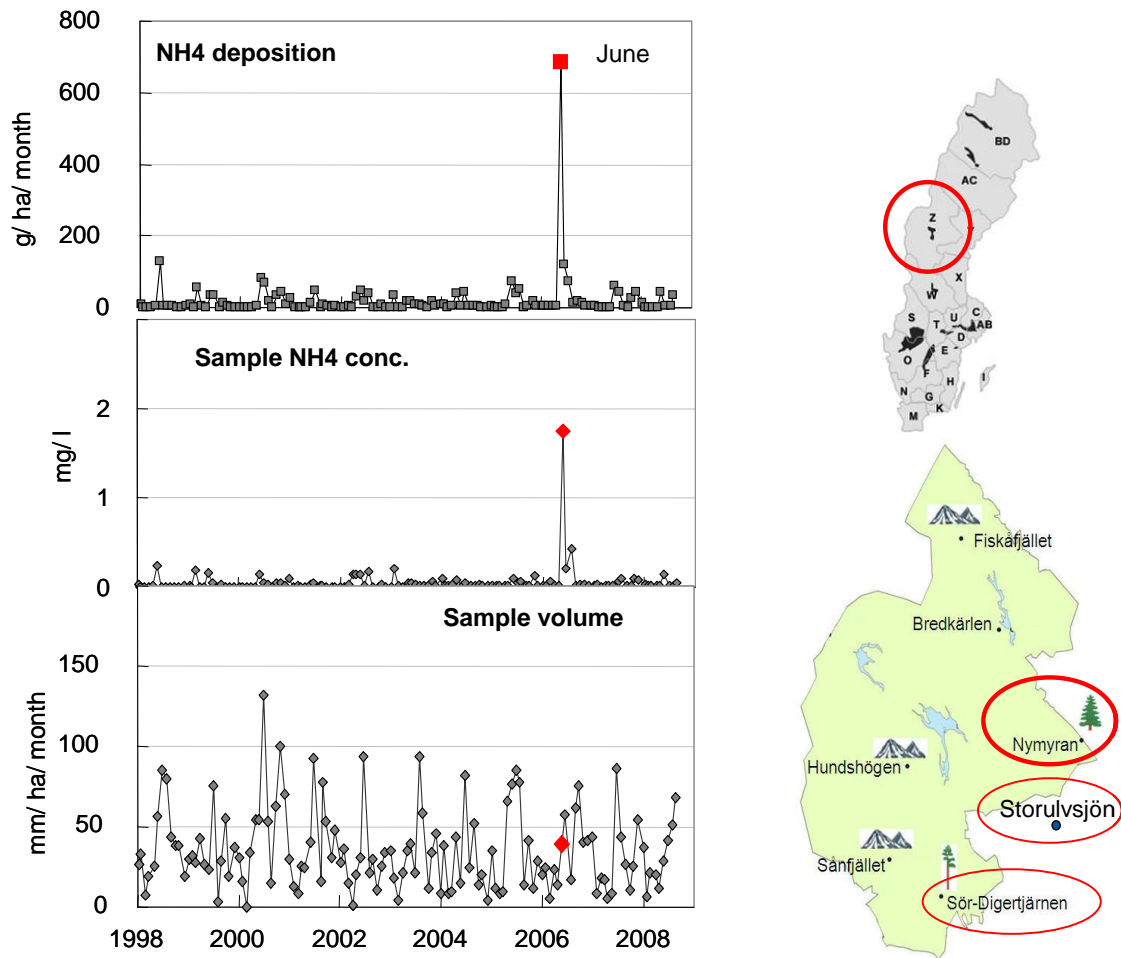 800
NH4 deposition
June
600
400
200
0
g/ ha/ month
Sample NH4 conc.
2
1
0
mg/ l
Sample volume
150
100
50
0
mm/ ha/ month
1998
2000
2002
2004
2006
2008
BD
AC
Z
X
W
S
T
U
C
AB
D
E
O
F
N
G
H
I
K
M
Fiskåfjället
Bredkärlen
Nymyran
Hundshögen
Storulvsjön
Sånfjället
Sör-Digertjärnen